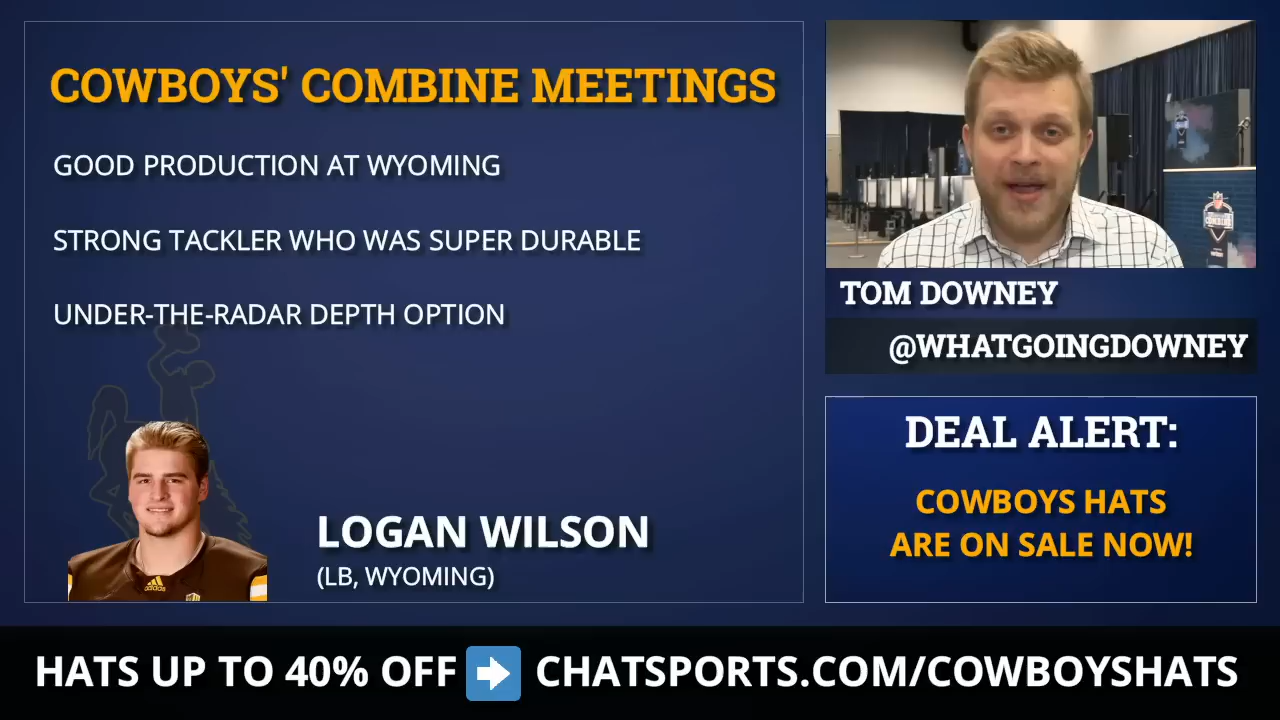 COWBOYS' COMBINE MEETINGS
GOOD PRODUCTION AT WYOMING
STRONG TACKLER WHO WAS SUPER DURABLE
UNDER-THE-RADAR DEPTH OPTION
LOGAN WILSON
(LB, WYOMING)
adidas
TOM DOWNEY
@WHATGOINGDOWNEY
DEAL ALERT:
COWBOYS HATS
ARE ON SALE NOW!
HATS UP TO 40% OFF ➡ CHATSPORTS.COM/COWBOYSHATS